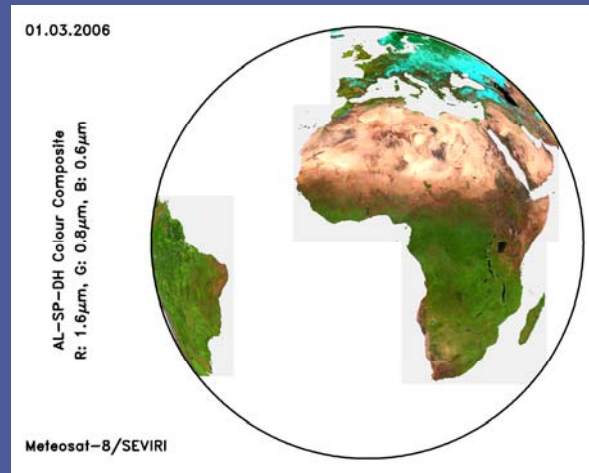 01.03.2006
AL-SP-DH Colour Composite
R: 1.6μm, G: 0.8μm, B: 0.6μm
Meteosat-8/SEVIRI